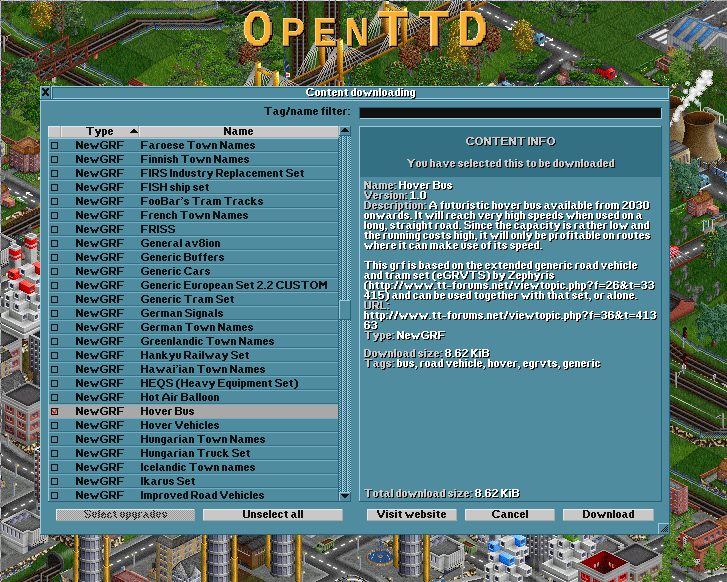 OPENTTD
X Content downloading
Tag/name filter:
Type Name
NewGRF Faroese Town Names
NewGRF Finnish Town Names
NewGRF FIRS Industry Replacement Set
NewGRF FISH ship set
NewGRF FooBar's Tram Tracks
NewGRF French Town Names
NewGRF FRISS
NewGRF General av8ion
NewGRF Generic Buffers
NewGRF Generic Cars
NewGRF Generic European Set 2.2 CUSTOM
NewGRF Generic Tram Set
NewGRF German Signals
NewGRF German Town Names
NewGRF Greenlandic Town Names
NewGRF Hankyu Railway Set
NewGRF Hawai'ian Town Names
NewGRF HEQS (Heavy Equipment Set)
NewGRF Hot Air Balloon
NewGRF Hover Bus
NewGRF Hover Vehicles
NewGRF Hungarian Town Names
NewGRF Hungarian Truck Set
NewGRF Icelandic Town names
NewGRF Ikarus Set
NewGRF Improved Road Vehicles
Select upgrades
Unselect all
CONTENT INFO
You have selected this to be downloaded
Name: Hover Bus
Version: 1.0
Description: A futuristic hover bus available from 2030
onwards. It will reach very high speeds when used on a
long, straight road. Since the capacity is rather low and
the running costs high, it will only be profitable on routes
where it can make use of its speed.
This grf is based on the extended generic road vehicle
and tram set (eGRVTS) by Zephyris
(http://www.tt-forums.net/viewtopic.php?f=26&t=33
415) and can be used together with that set, or alone.
URL:
http://www.tt-forums.net/viewtopic.php?f=36&t=413
63
Type: NewGRF
Download size: 8.62 KiB
Tags: bus, road vehicle, hover, egrvts, generic
Total download size: 8.62 KiB
Visit website
Cancel
Download